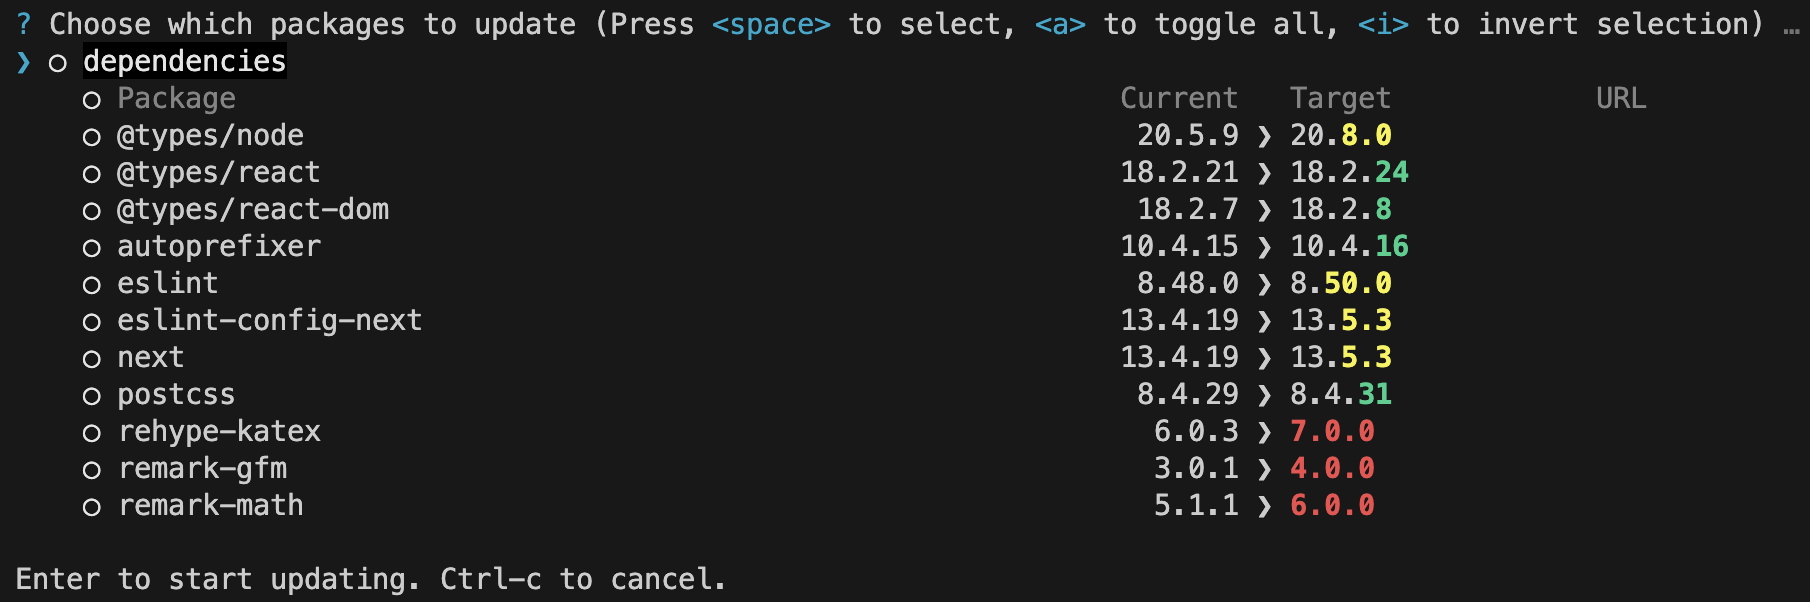 ? Choose which packages to update (Press <space> to select, <a> to toggle all, <i> to invert selection) …
❯ ○ dependencies
○ Package Current Target URL
○ @types/node 20.5.9 ❯ 20.8.0
○ @types/react 18.2.21 ❯ 18.2.24
○ @types/react-dom 18.2.7 ❯ 18.2.8
○ autoprefixer 10.4.15 ❯ 10.4.16
○ eslint 8.48.0 ❯ 8.50.0
○ eslint-config-next 13.4.19 ❯ 13.5.3
○ next 13.4.19 ❯ 13.5.3
○ postcss 8.4.29 ❯ 8.4.31
○ rehype-katex 6.0.3 ❯ 7.0.0
○ remark-gfm 3.0.1 ❯ 4.0.0
○ remark-math 5.1.1 ❯ 6.0.0
Enter to start updating. Ctrl-c to cancel.